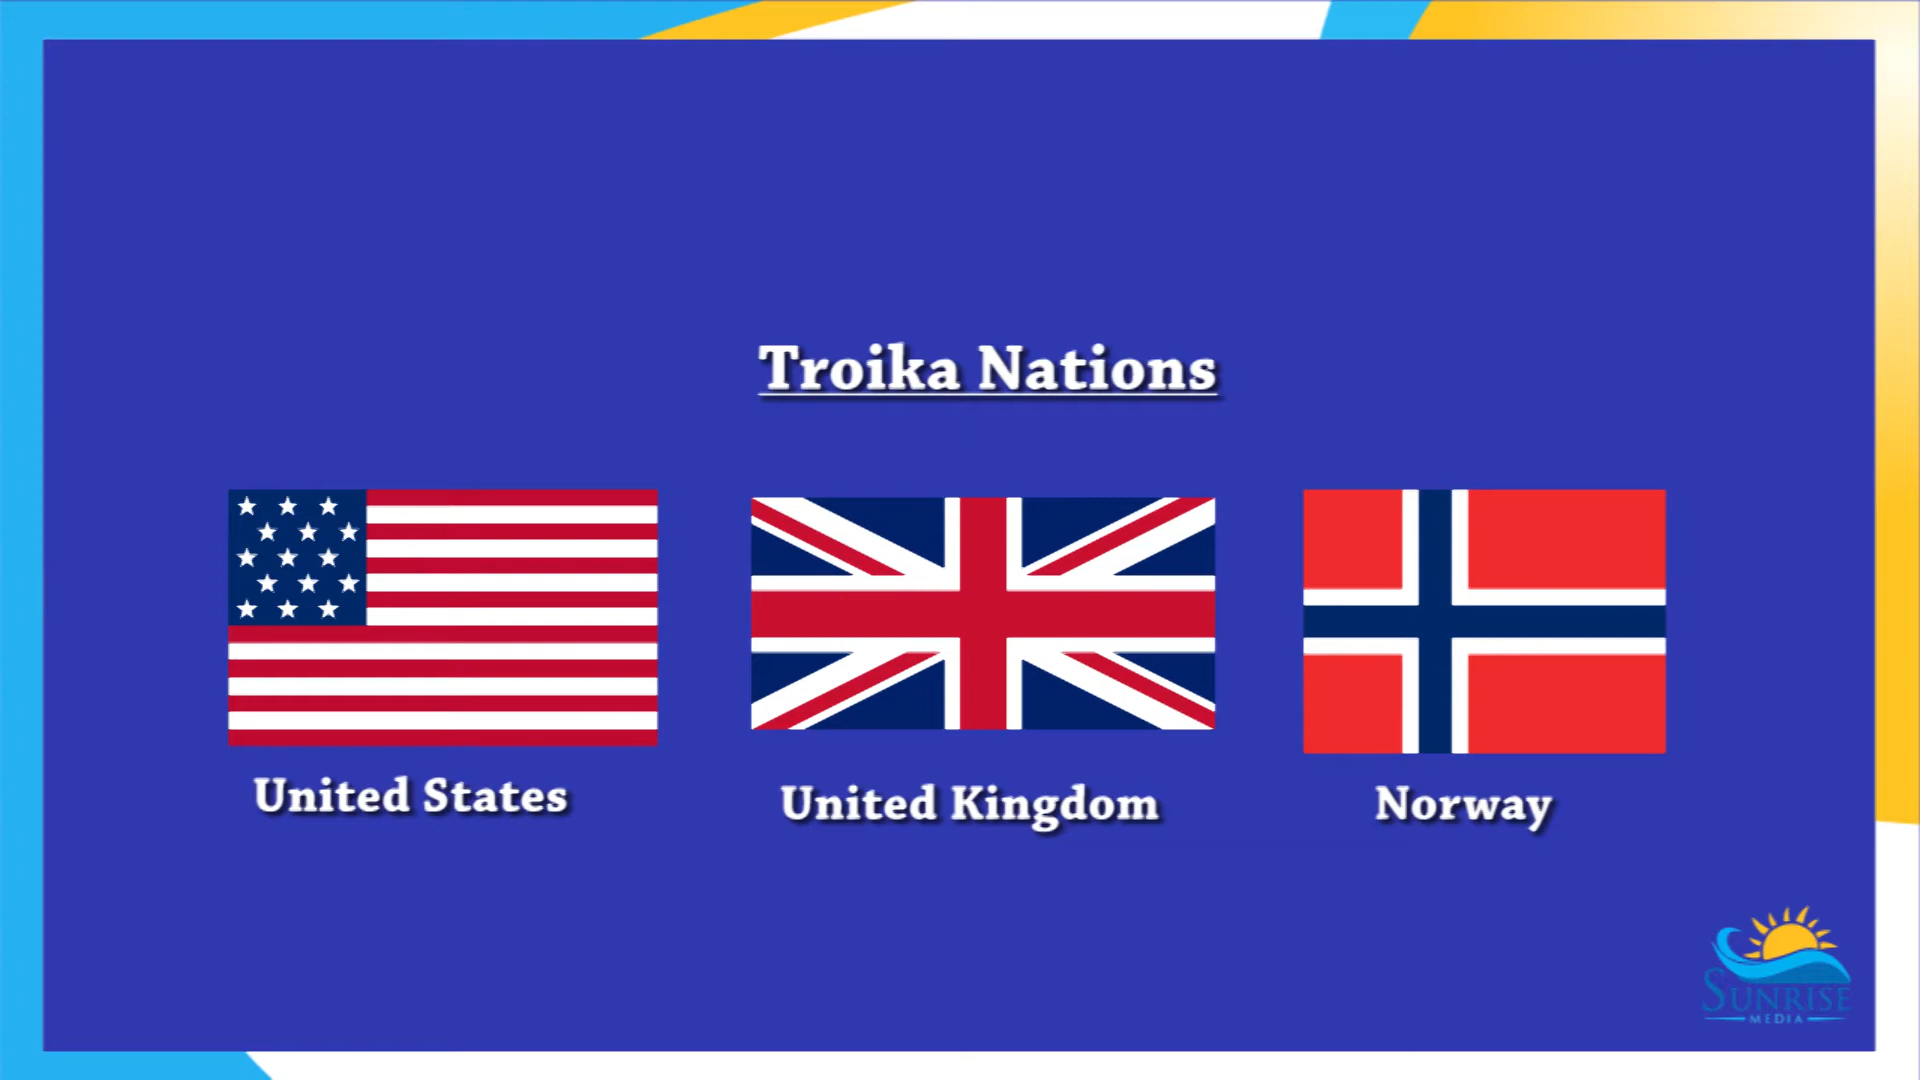 Troika Nations
United States
United Kingdom
Norway
SUNRISE
MEDIA